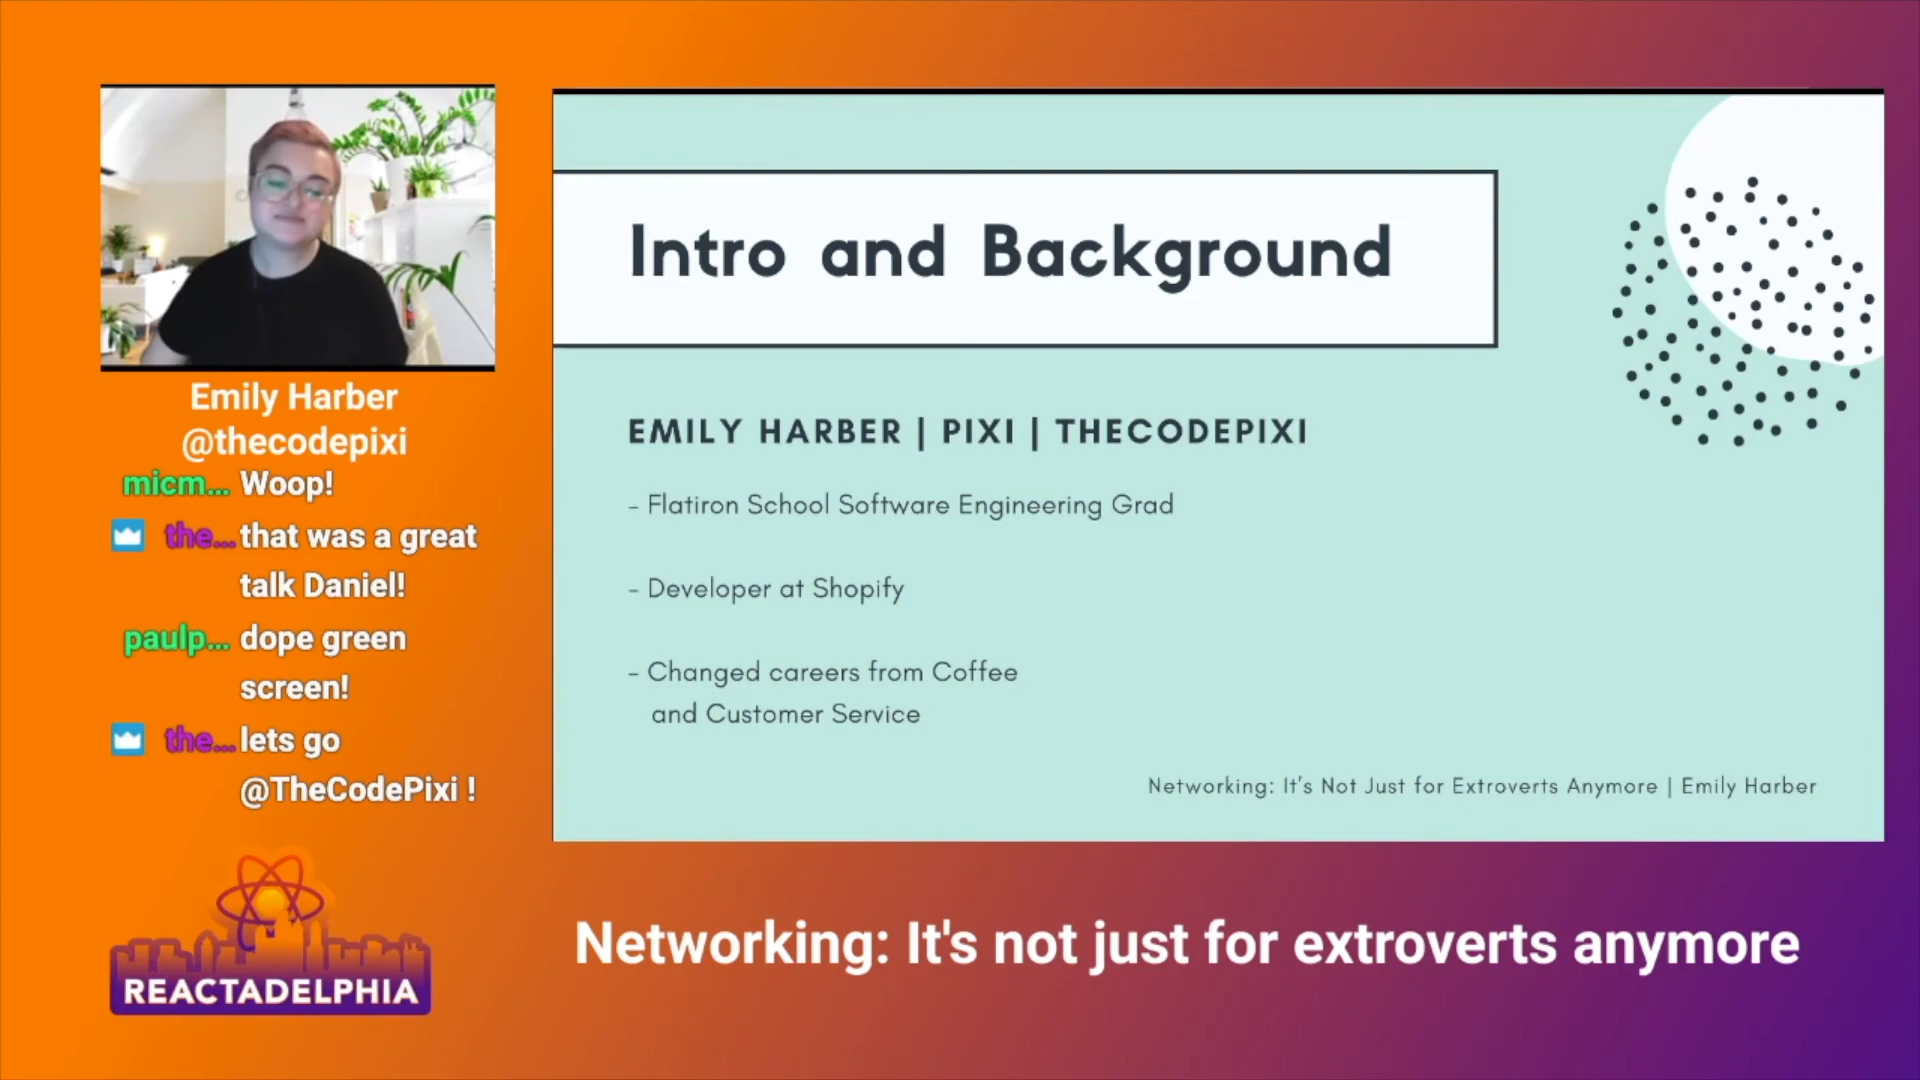 Emily Harber
@thecodepixi
micm... Woop!
the... that was a great
talk Daniel!
paulp... dope green
screen!
the... lets go
@TheCodePixi !
REACTADELPHIA
Intro and Background
EMILY HARBER | PIXI | THECODEPIXI
- Flatiron School Software Engineering Grad
- Developer at Shopify
- Changed careers from Coffee
and Customer Service
Networking: It's Not Just for Extroverts Anymore | Emily Harber
Networking: It's not just for extroverts anymore